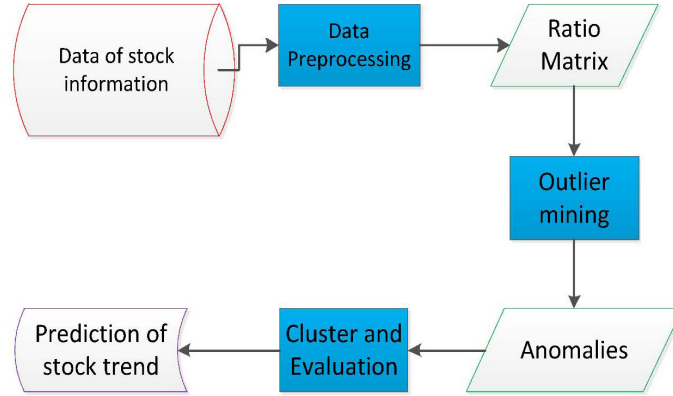 Data of stock
information
Data
Preprocessing
Ratio
Matrix
Outlier
mining
Anomalies
Cluster and
Evaluation
Prediction of
stock trend